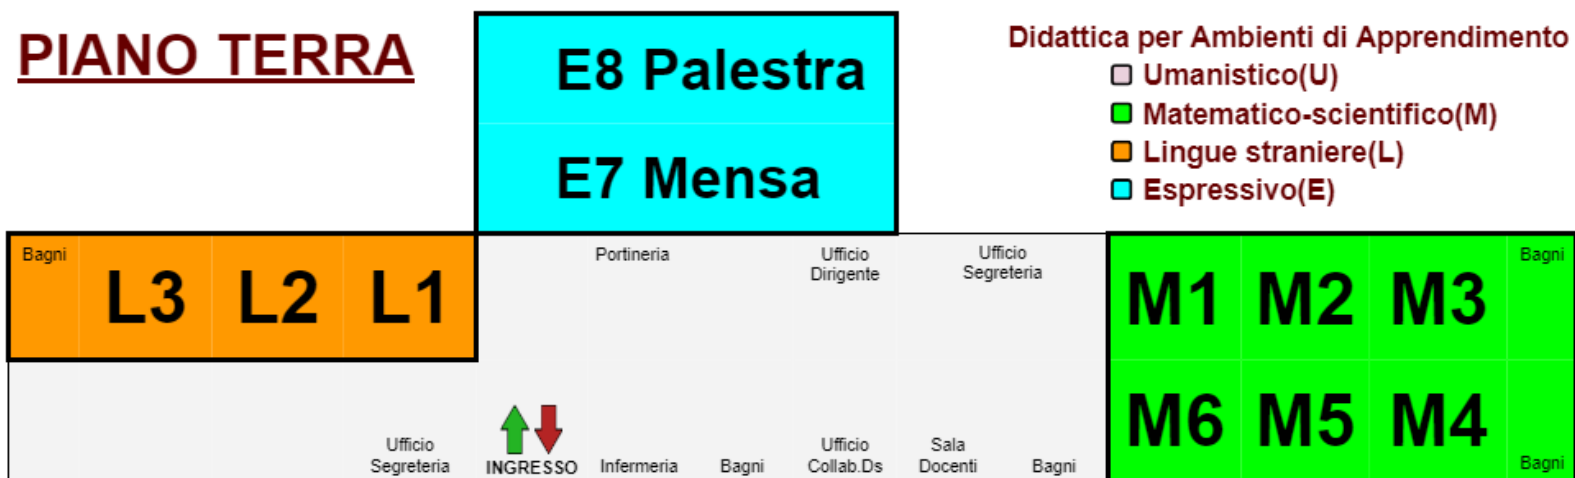 PIANO TERRA
E8 Palestra
E7 Mensa
Didattica per Ambienti di Apprendimento
Umanistico(U)
Matematico-scientifico(M)
Lingue straniere(L)
Espressivo(E)
Bagni
L3 L2 L1
Portineria
Ufficio
Dirigente
Ufficio
Segreteria
M1 M2 M3
Bagni
Ufficio
Segreteria
INGRESSO
Infermeria
Bagni
Ufficio
Collab.Ds
Sala
Docenti
Bagni
M6 M5 M4
Bagni